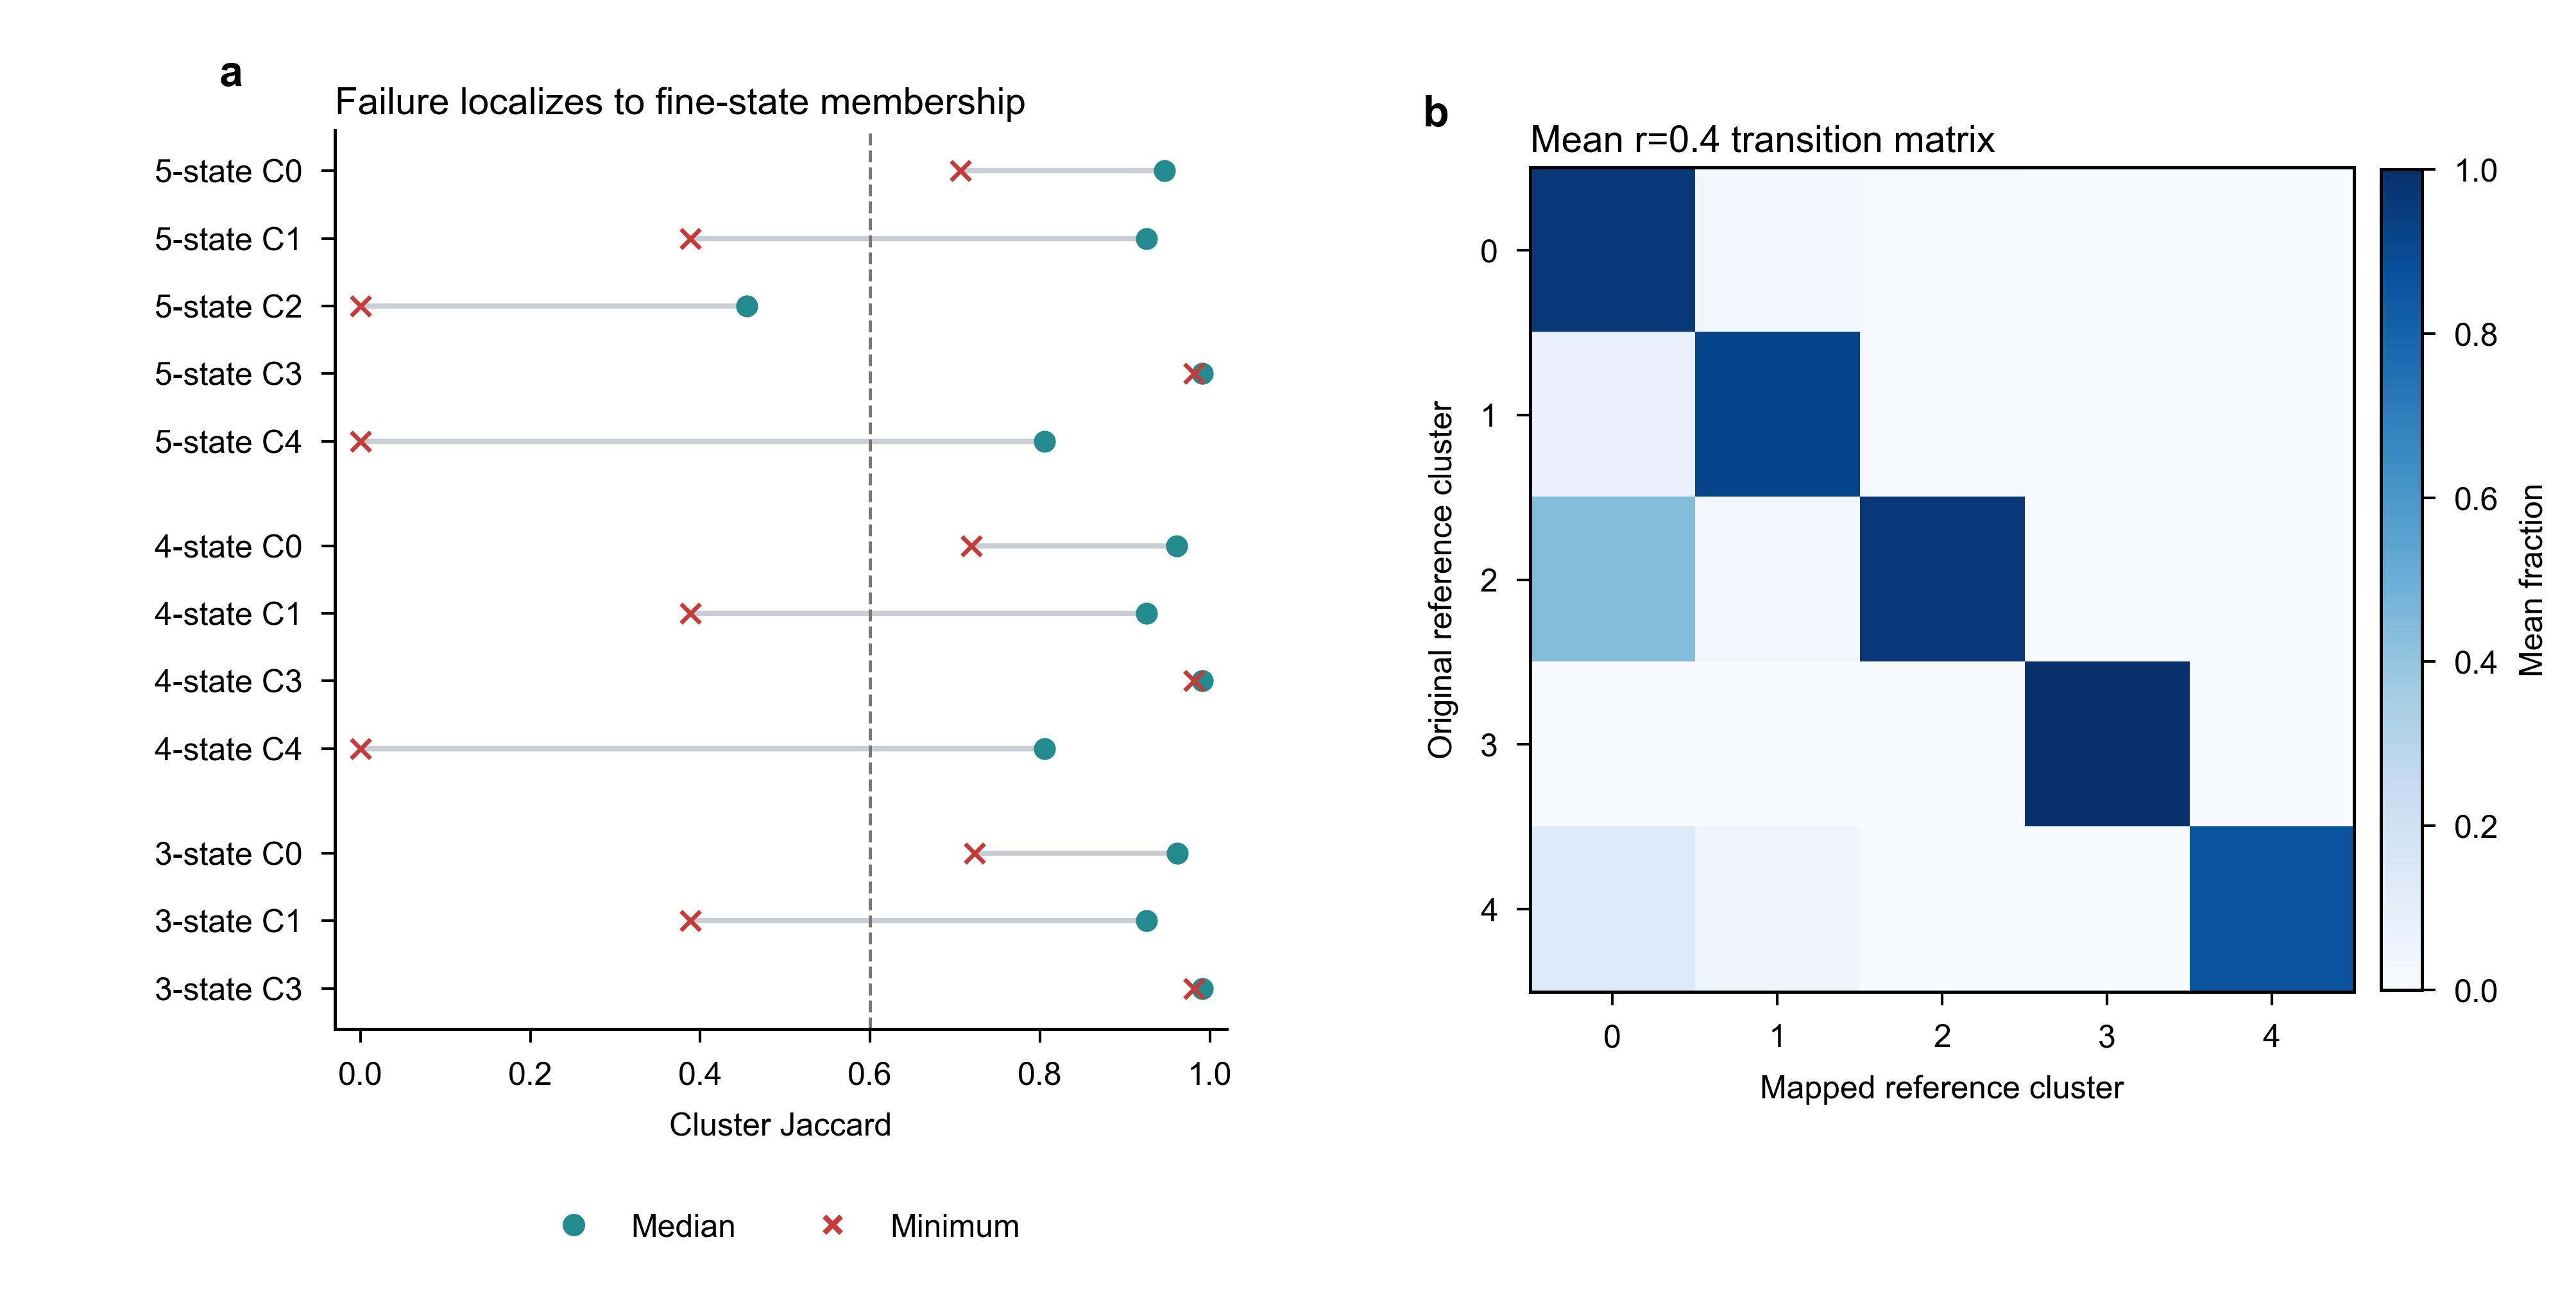 a
Failure localizes to fine-state membership
5-state C0
5-state C1
5-state C2
5-state C3
5-state C4
4-state C0
4-state C1
4-state C3
4-state C4
3-state C0
3-state C1
3-state C3
0.0 0.2 0.4 0.6 0.8 1.0
Cluster Jaccard
Median Minimum
b
Mean r=0.4 transition matrix
Original reference cluster
0
1
2
3
4
0 1 2 3 4
Mapped reference cluster
1.0
0.8
0.6
0.4
0.2
0.0
Mean fraction